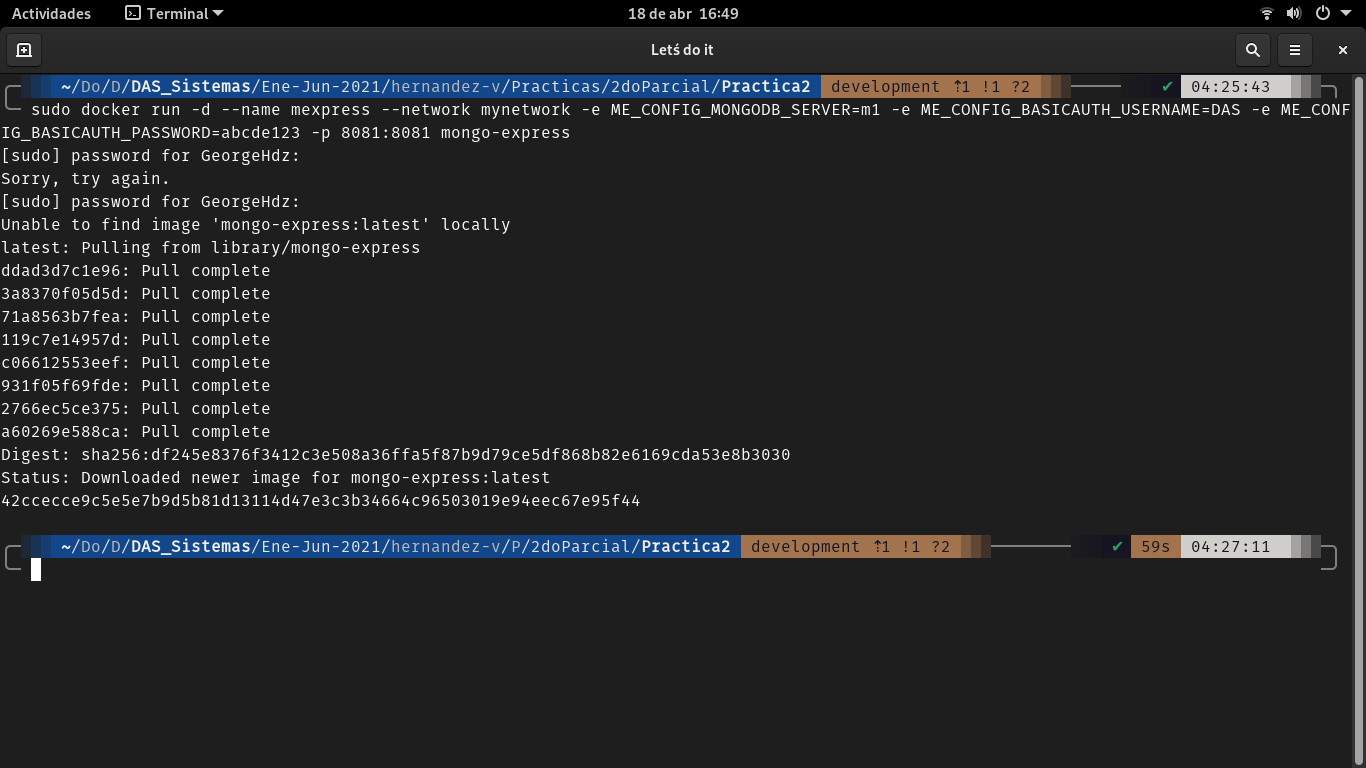 Actividades Terminal 18 de abr 16:49
Letś do it
~/Do/D/DAS_Sistemas/Ene-Jun-2021/hernandez-v/Practicas/2doParcial/Practica2 development ⇡1 !1 ?2 ✔ 04:25:43
sudo docker run -d --name mexpress --network mynetwork -e ME_CONFIG_MONGODB_SERVER=m1 -e ME_CONFIG_BASICAUTH_USERNAME=DAS -e ME_CONF
IG_BASICAUTH_PASSWORD=abcde123 -p 8081:8081 mongo-express
[sudo] password for GeorgeHdz:
Sorry, try again.
[sudo] password for GeorgeHdz:
Unable to find image 'mongo-express:latest' locally
latest: Pulling from library/mongo-express
ddad3d7c1e96: Pull complete
3a8370f05d5d: Pull complete
71a8563b7fea: Pull complete
119c7e14957d: Pull complete
c06612553eef: Pull complete
931f05f69fde: Pull complete
2766ec5ce375: Pull complete
a60269e588ca: Pull complete
Digest: sha256:df245e8376f3412c3e508a36ffa5f87b9d79ce5df868b82e6169cda53e8b3030
Status: Downloaded newer image for mongo-express:latest
42ccecce9c5e5e7b9d5b81d13114d47e3c3b34664c96503019e94eec67e95f44
~/Do/D/DAS_Sistemas/Ene-Jun-2021/hernandez-v/P/2doParcial/Practica2 development ⇡1 !1 ?2 ✔ 59s 04:27:11